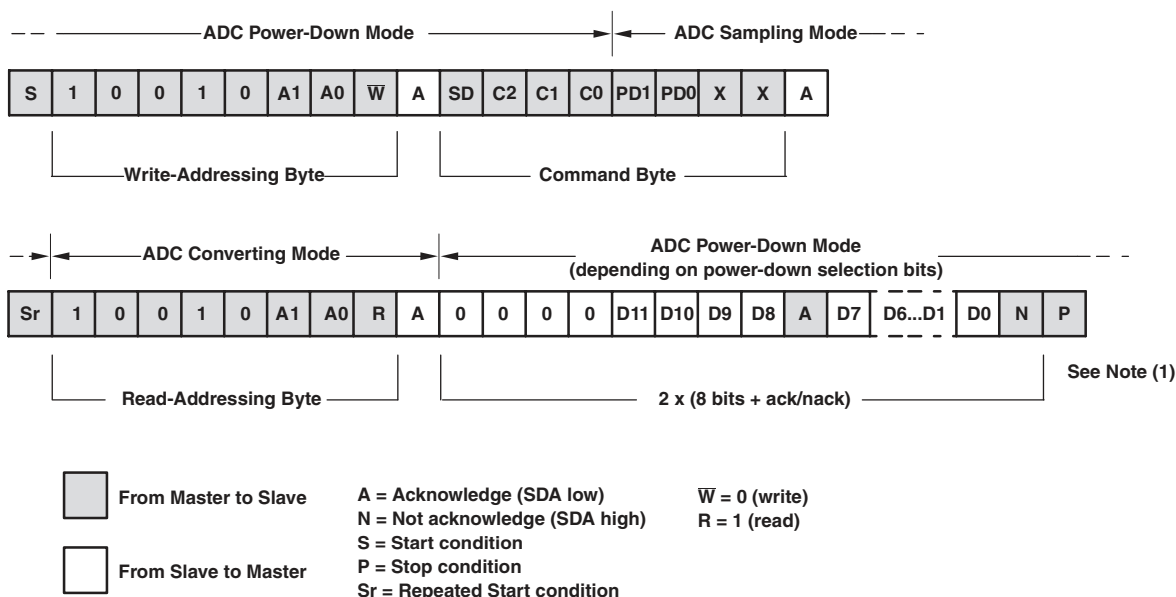 ADC Power-Down Mode ADC Sampling Mode
S 1 0 0 1 0 A1 A0 W̅ A SD C2 C1 C0 PD1 PD0 X X A
Write-Addressing Byte Command Byte
ADC Converting Mode ADC Power-Down Mode
(depending on power-down selection bits)
Sr 1 0 0 1 0 A1 A0 R A 0 0 0 0 D11 D10 D9 D8 A D7 D6...D1 D0 N P
See Note (1)
Read-Addressing Byte 2 x (8 bits + ack/nack)
From Master to Slave
From Slave to Master
A = Acknowledge (SDA low)
N = Not acknowledge (SDA high)
S = Start condition
P = Stop condition
Sr = Repeated Start condition
W̅ = 0 (write)
R = 1 (read)